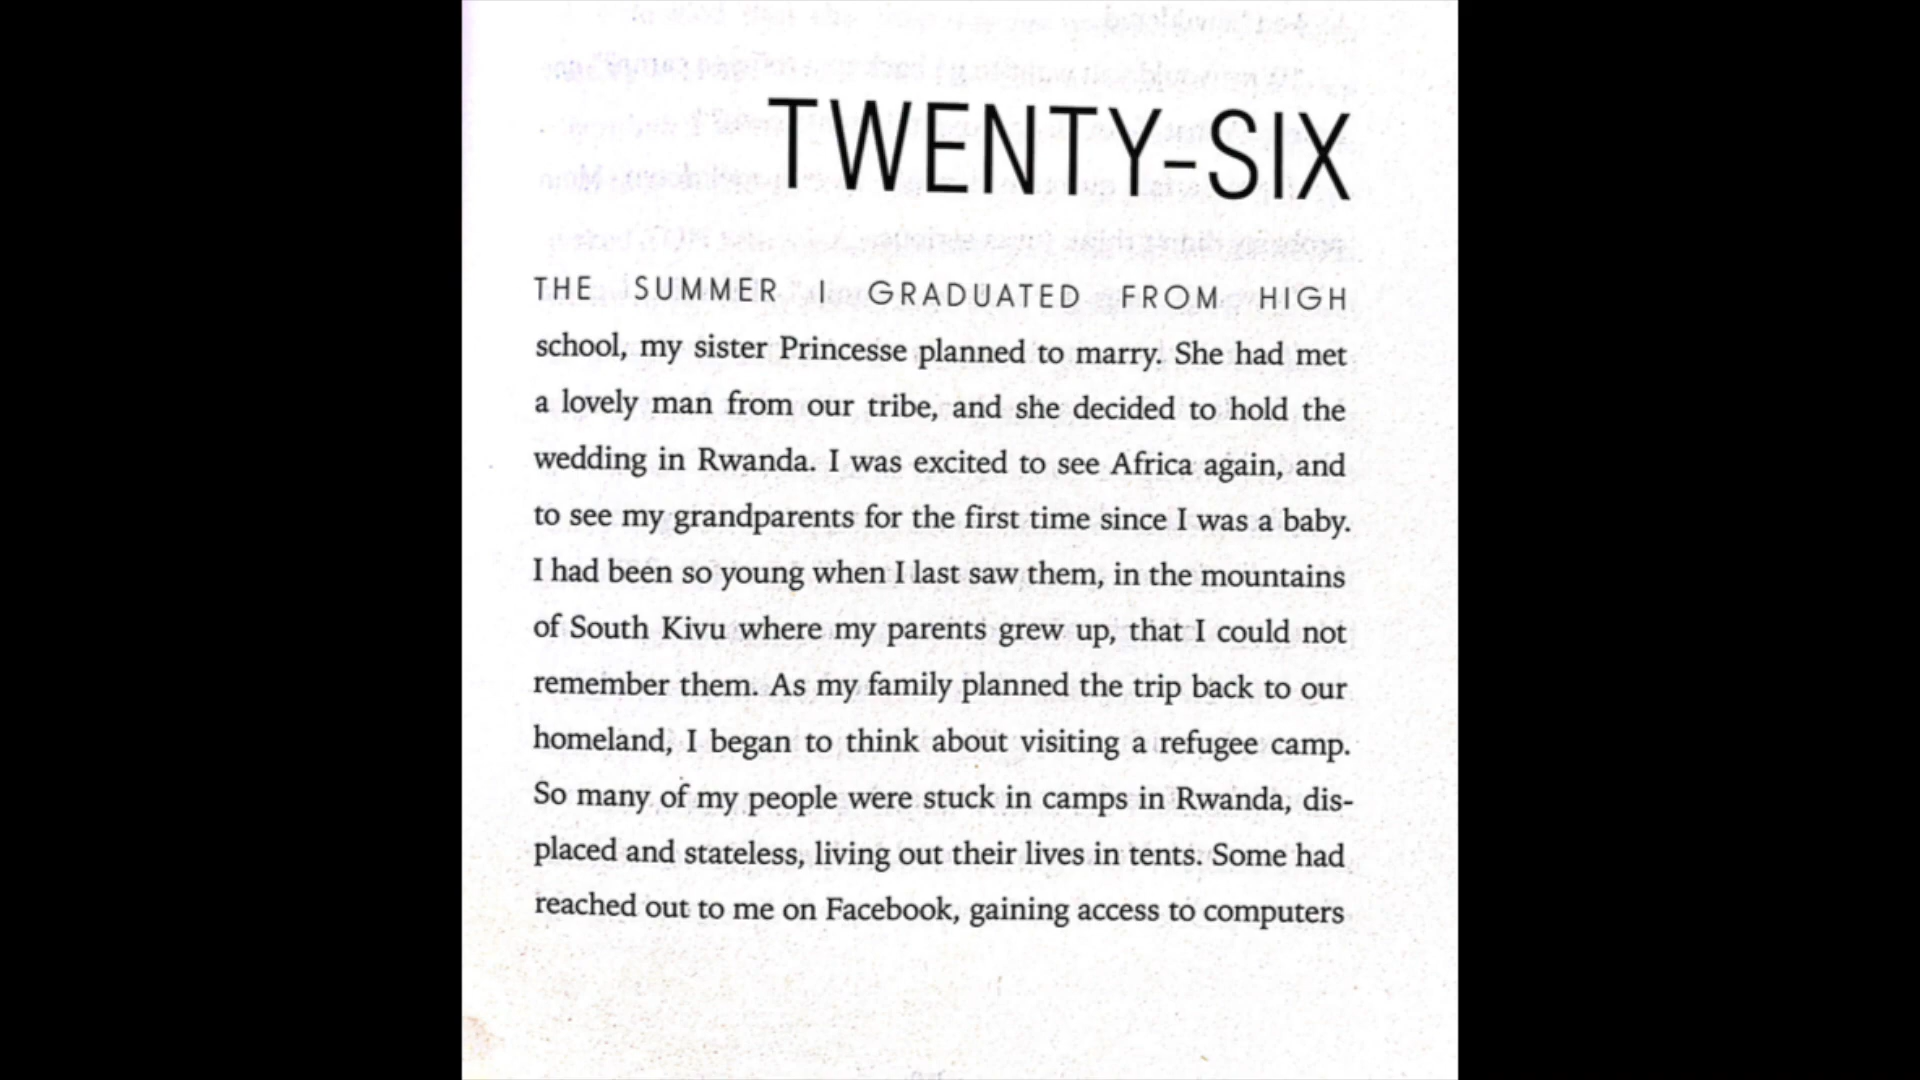 TWENTY-SIX
THE SUMMER I GRADUATED FROM HIGH
school, my sister Princesse planned to marry. She had met
a lovely man from our tribe, and she decided to hold the
wedding in Rwanda. I was excited to see Africa again, and
to see my grandparents for the first time since I was a baby.
I had been so young when I last saw them, in the mountains
of South Kivu where my parents grew up, that I could not
remember them. As my family planned the trip back to our
homeland, I began to think about visiting a refugee camp.
So many of my people were stuck in camps in Rwanda, dis-
placed and stateless, living out their lives in tents. Some had
reached out to me on Facebook, gaining access to computers